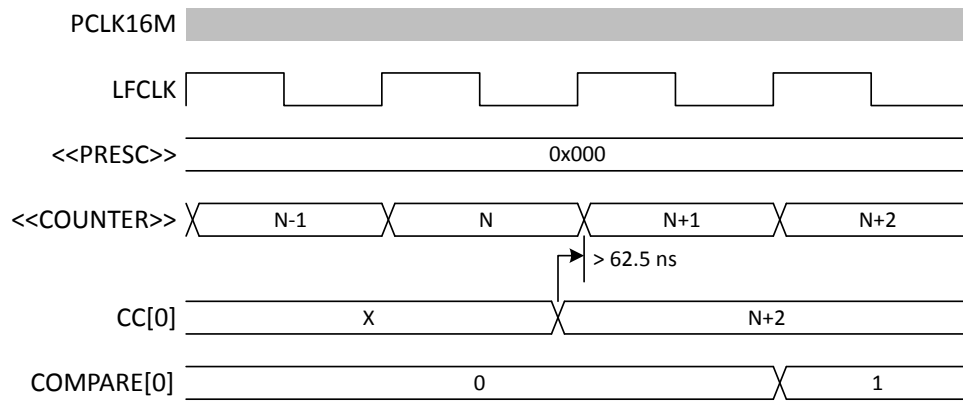 PCLK16M
LFCLK
<<PRESC>> 0x000
<<COUNTER>> N-1 N N+1 N+2
> 62.5 ns
CC[0] X N+2
COMPARE[0] 0 1